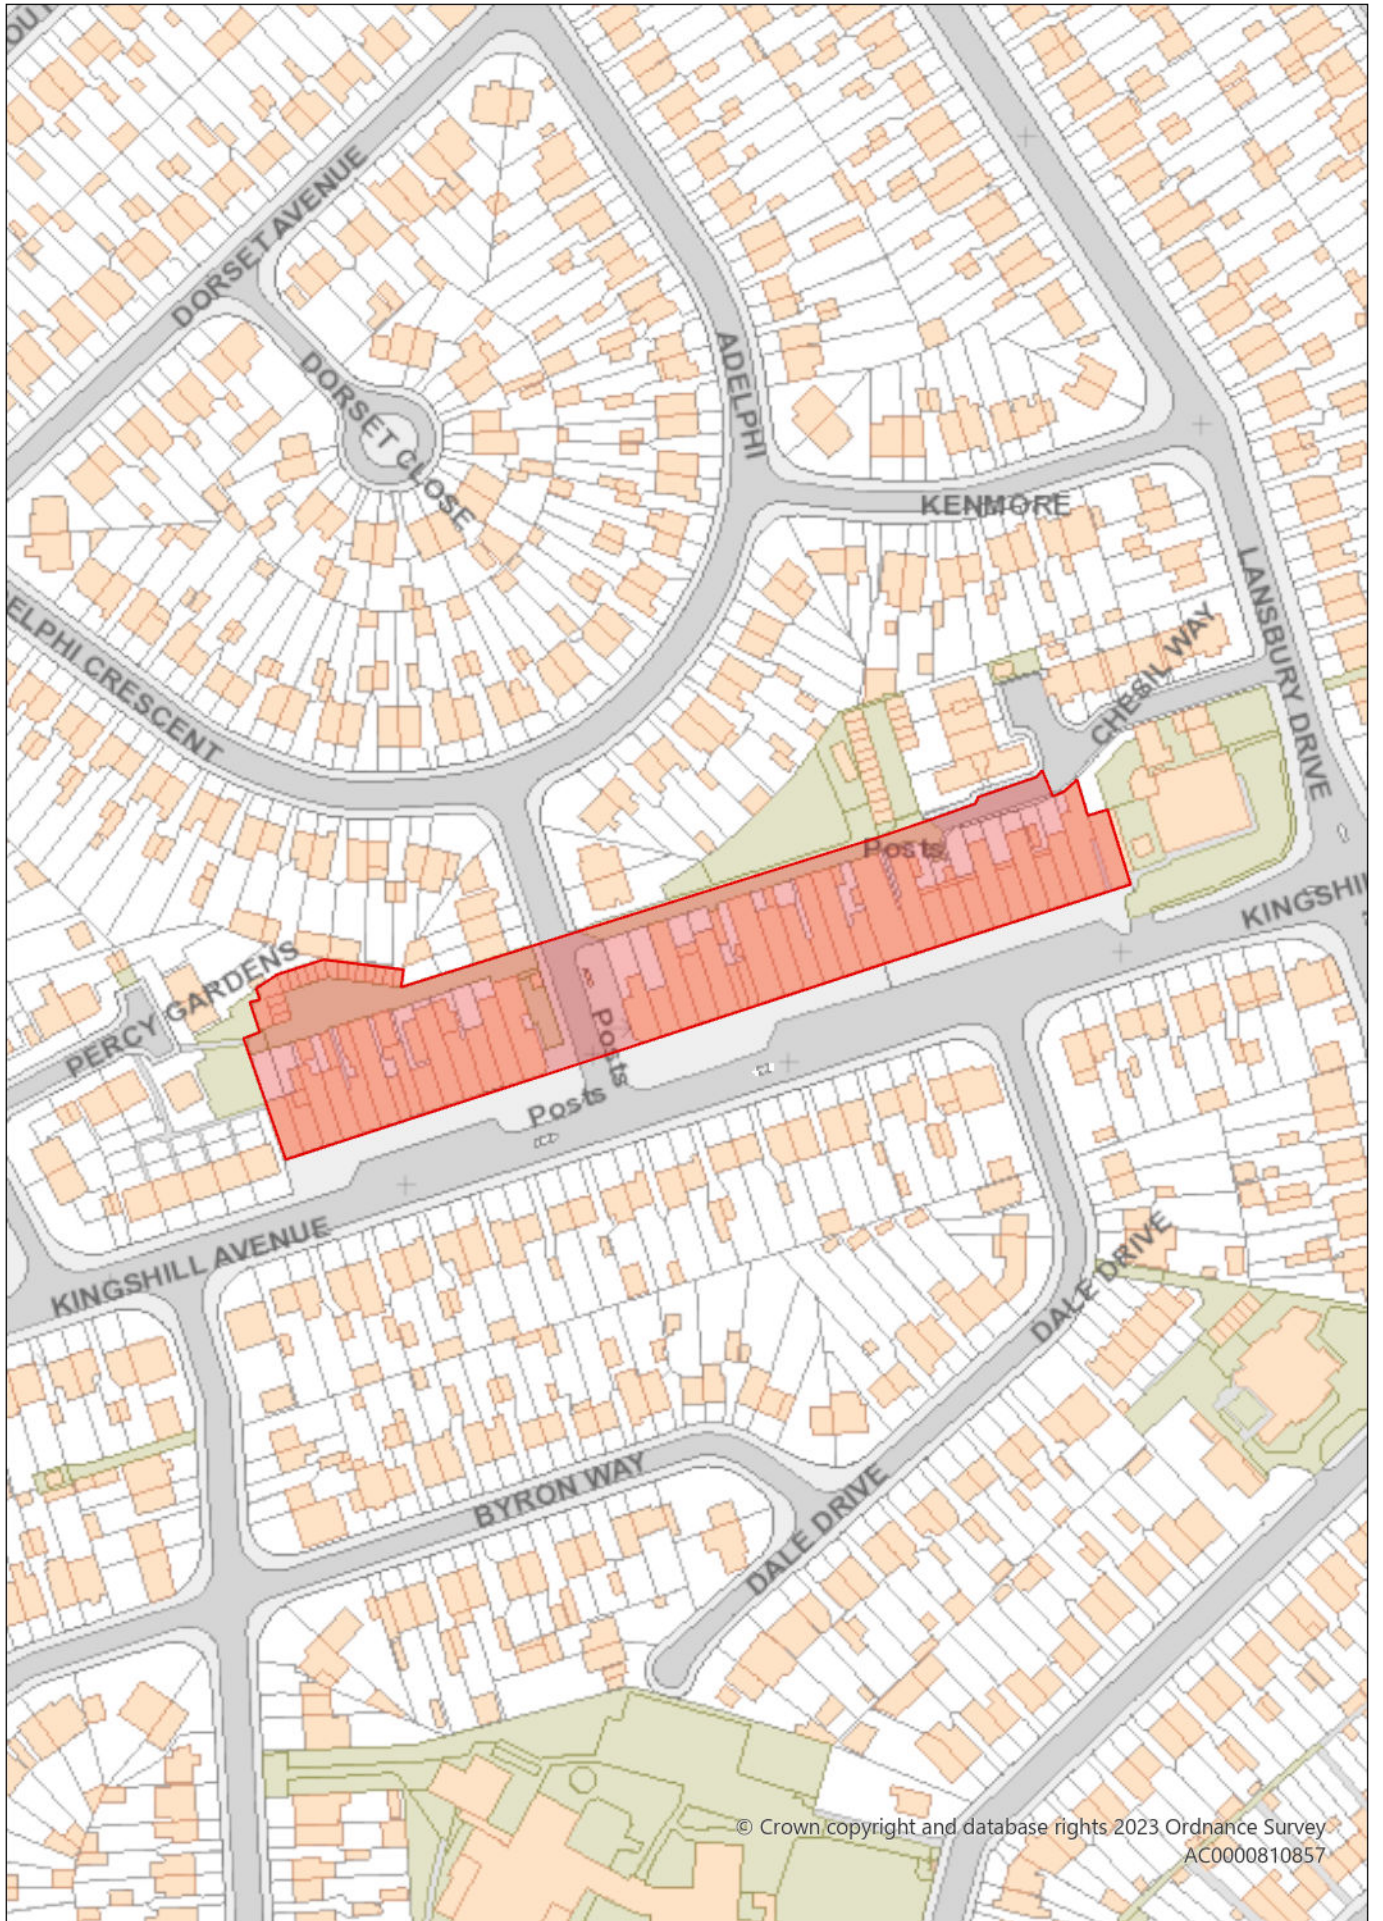 DORSET AVENUE
DORSET CLOSE
ADELPHI
KENMORE
LANSBURY DRIVE
CHESIL WAY
ELPHI CRESCENT
Posts
KINGSHIL
PERCY GARDENS
Posts
Posts
KINGSHILL AVENUE
DALE DRIVE
BYRON WAY
DALE DRIVE
© Crown copyright and database rights 2023 Ordnance Survey
AC0000810857